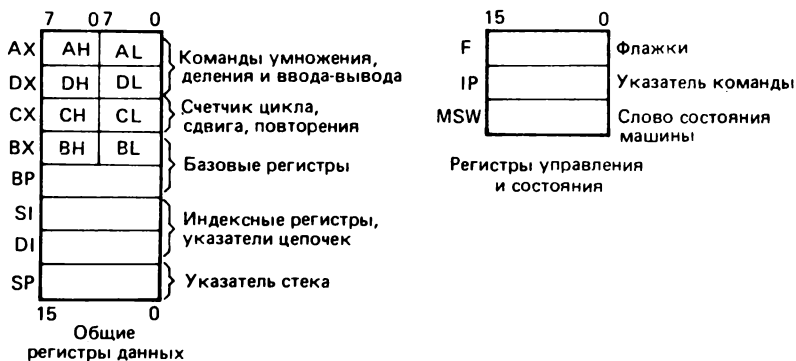 7 0 7 0
AX AH AL
DX DH DL
Команды умножения,
деления и ввода-вывода
CX CH CL
Счетчик цикла,
сдвига, повторения
BX BH BL
BP
Базовые регистры
SI
DI
Индексные регистры,
указатели цепочек
SP
Указатель стека
15 0
Общие
регистры данных
15 0
F Флажки
IP Указатель команды
MSW Слово состояния
машины
Регистры управления
и состояния